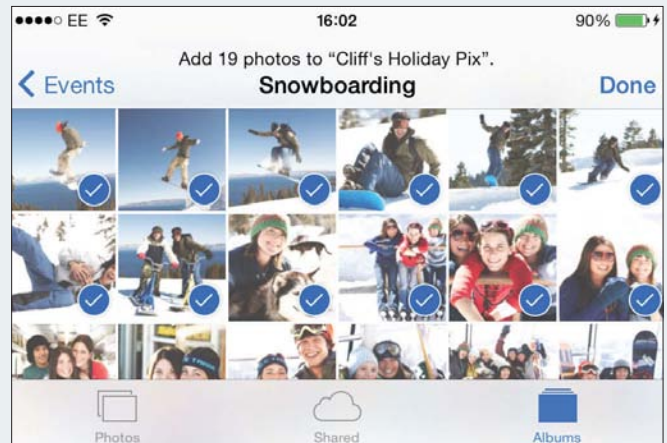 EE 16:02 90%
Add 19 photos to “Cliff's Holiday Pix”.
Events Snowboarding Done
Photos Shared Albums